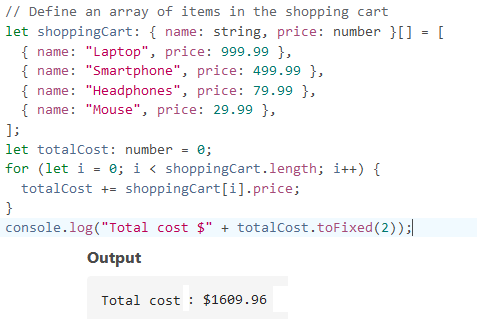 // Define an array of items in the shopping cart
let shoppingCart: { name: string, price: number }[] = [
  { name: "Laptop", price: 999.99 },
  { name: "Smartphone", price: 499.99 },
  { name: "Headphones", price: 79.99 },
  { name: "Mouse", price: 29.99 },
];
let totalCost: number = 0;
for (let i = 0; i < shoppingCart.length; i++) {
  totalCost += shoppingCart[i].price;
}
console.log("Total cost $" + totalCost.toFixed(2));
Output
Total cost : $1609.96